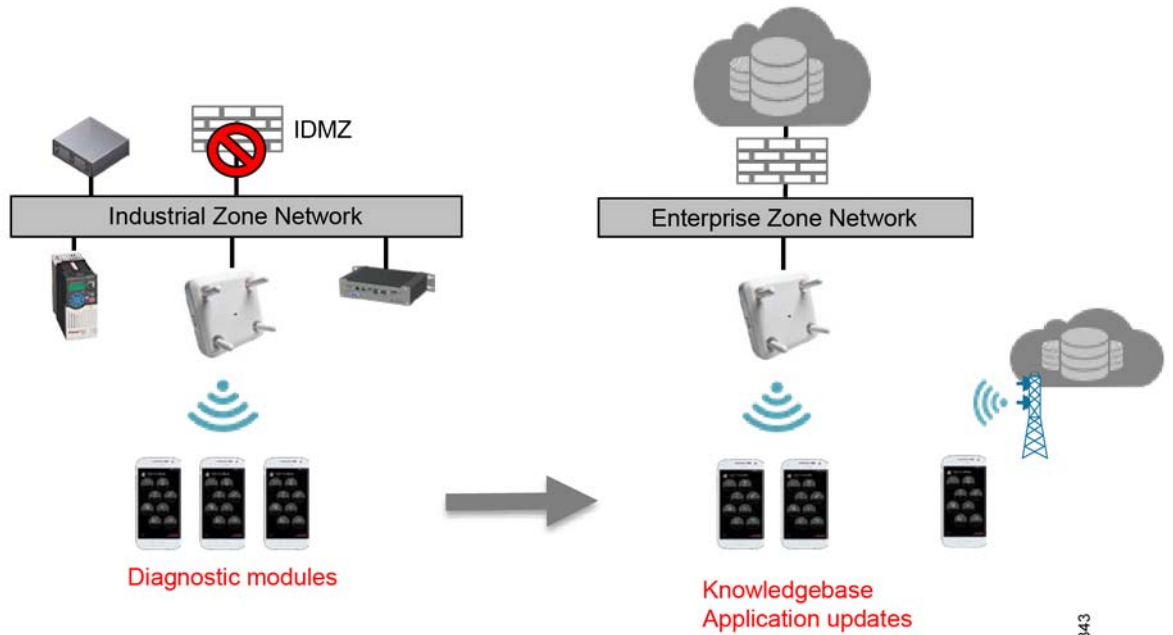 IDMZ
Industrial Zone Network
Enterprise Zone Network
Diagnostic modules
Knowledgebase
Application updates